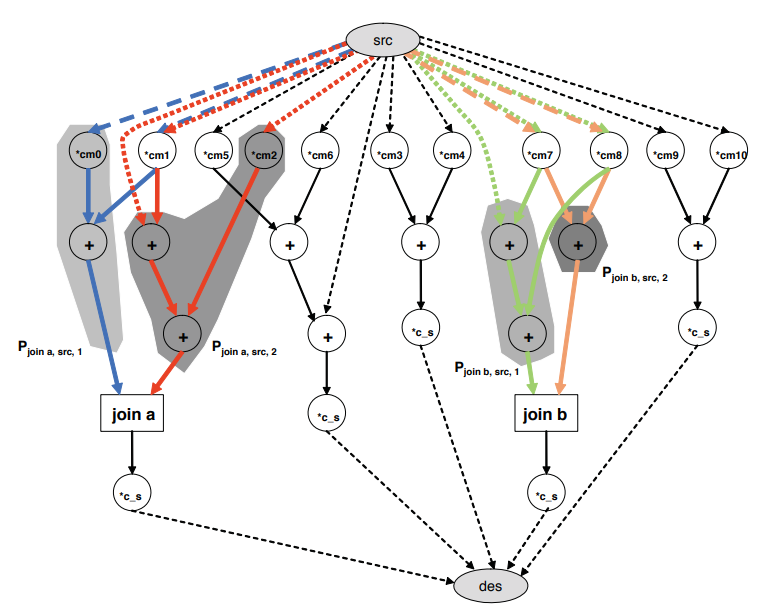 src
*cm0
*cm1
*cm5
*cm2
*cm6
*cm3
*cm4
*cm7
*cm8
*cm9
*cm10
+
+
+
+
+
+
+
P join b, src, 2
+
+
+
*c_s
*c_s
P join a, src, 1
P join a, src, 2
P join b, src, 1
join a
*c_s
join b
*c_s
*c_s
des